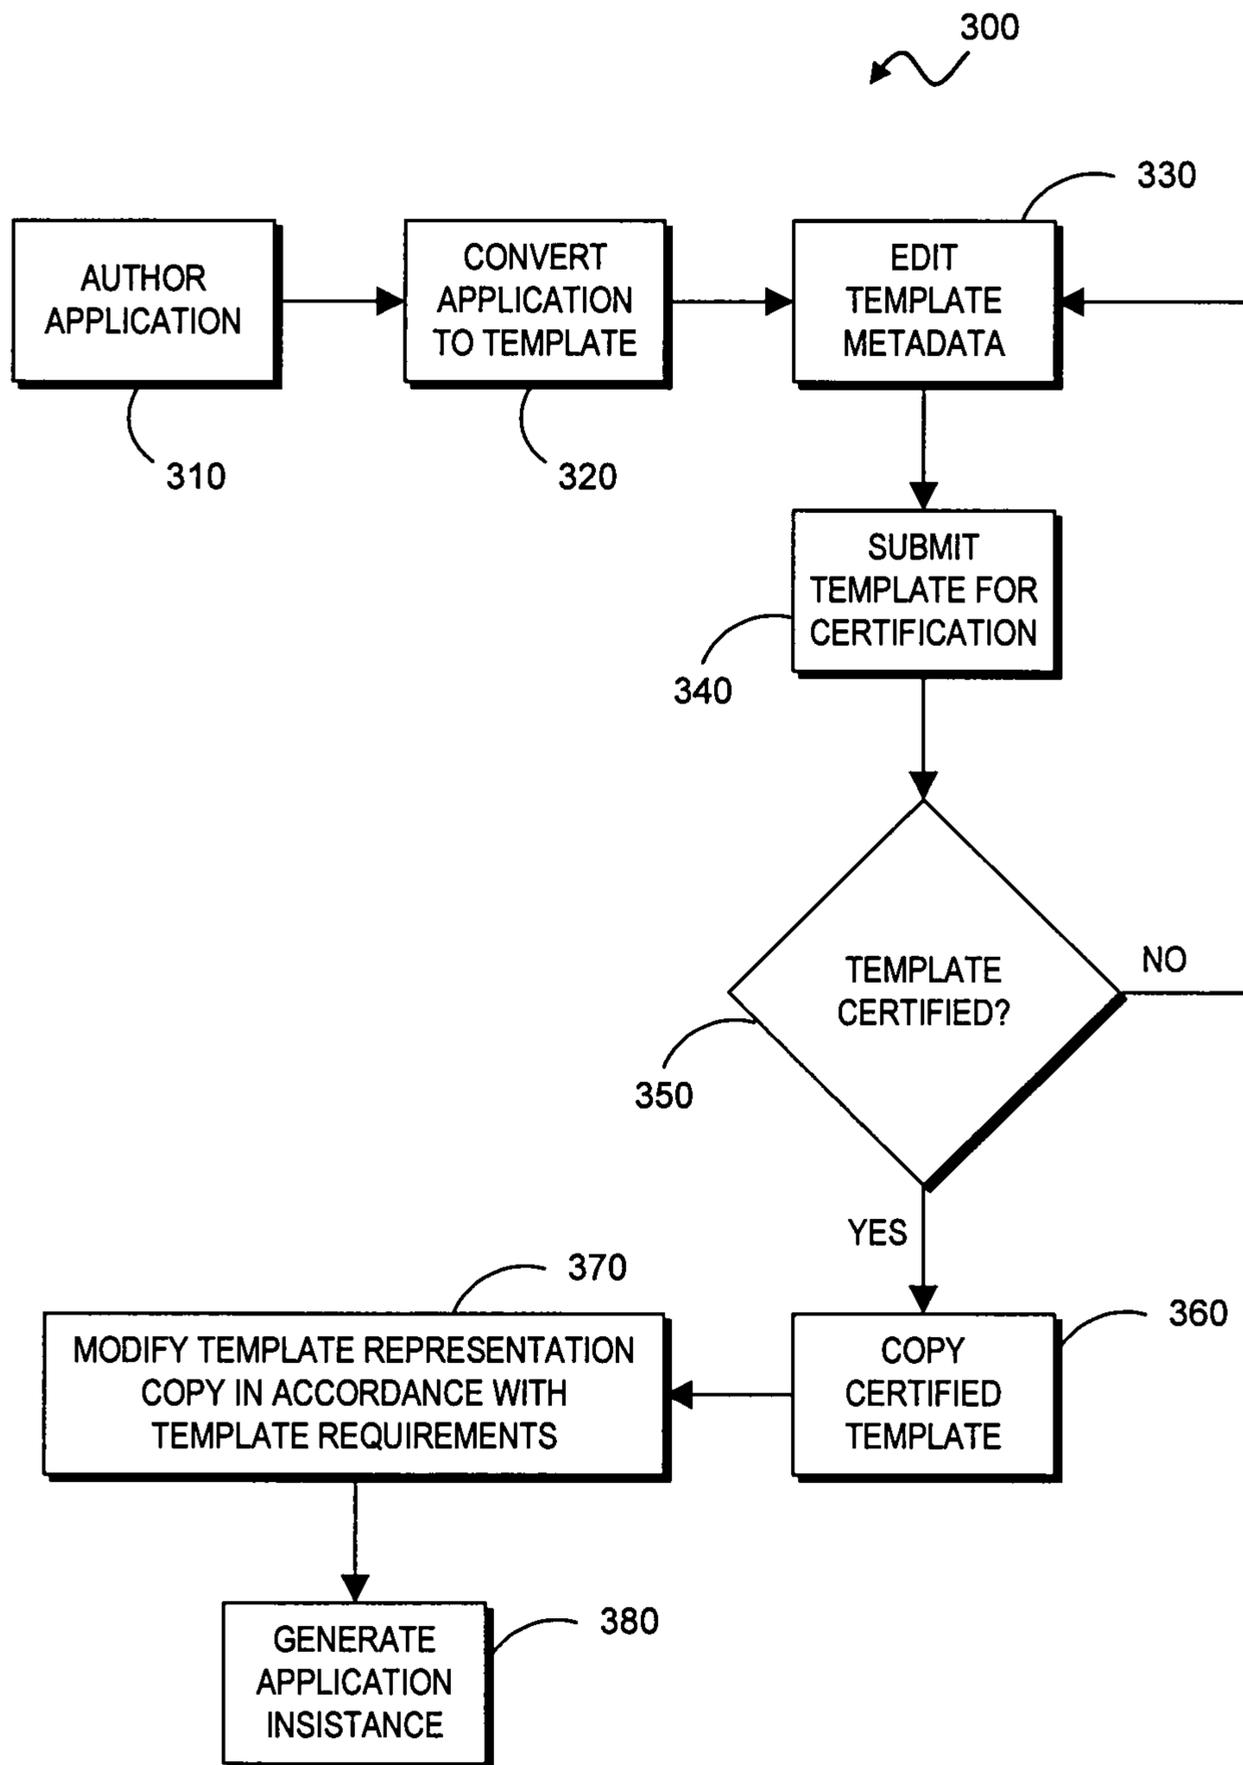 300
330
AUTHOR
APPLICATION
CONVERT
APPLICATION
TO TEMPLATE
EDIT
TEMPLATE
METADATA
310
320
SUBMIT
TEMPLATE FOR
CERTIFICATION
340
TEMPLATE
CERTIFIED?
NO
350
YES
370
MODIFY TEMPLATE REPRESENTATION
COPY IN ACCORDANCE WITH
TEMPLATE REQUIREMENTS
360
COPY
CERTIFIED
TEMPLATE
380
GENERATE
APPLICATION
INSISTANCE